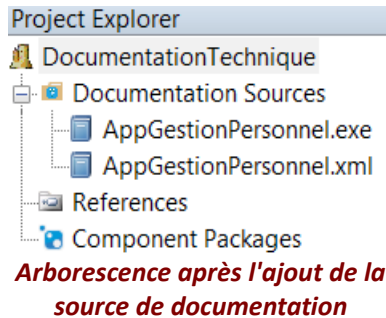 Project Explorer
DocumentationTechnique
Documentation Sources
AppGestionPersonnel.exe
AppGestionPersonnel.xml
References
Component Packages
Arborescence après l'ajout de la
source de documentation